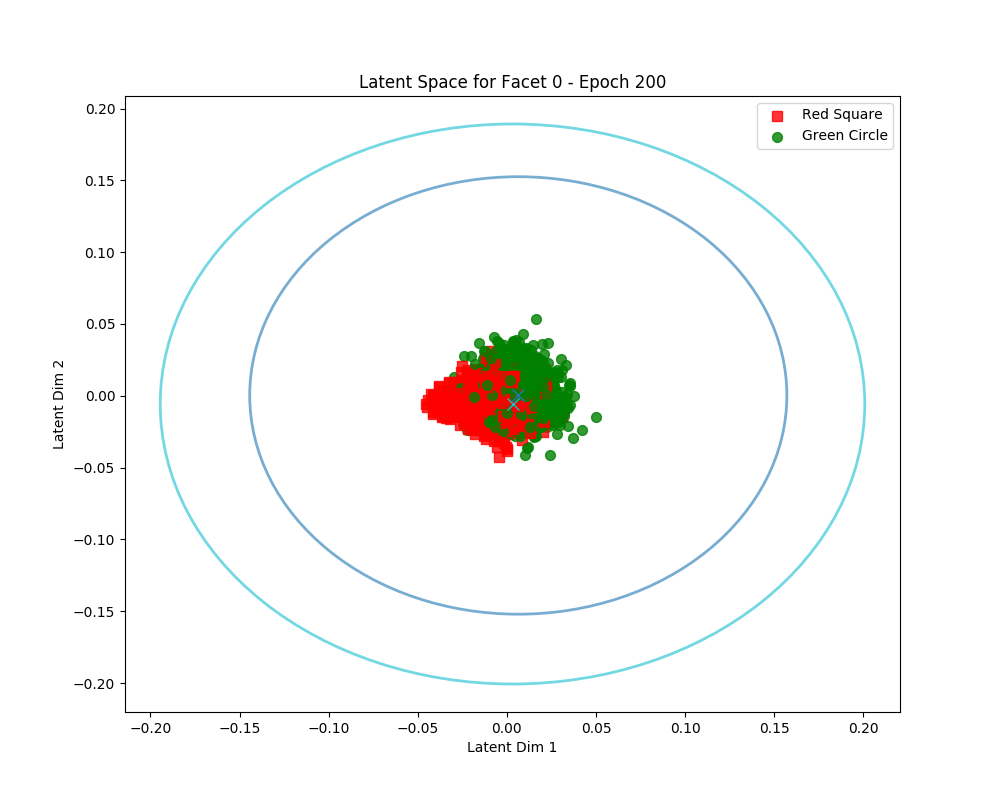 Latent Space for Facet 0 - Epoch 200
Red Square
Green Circle
0.20
0.15
0.10
0.05
0.00
−0.05
−0.10
−0.15
−0.20
Latent Dim 2
−0.20 −0.15 −0.10 −0.05 0.00 0.05 0.10 0.15 0.20
Latent Dim 1